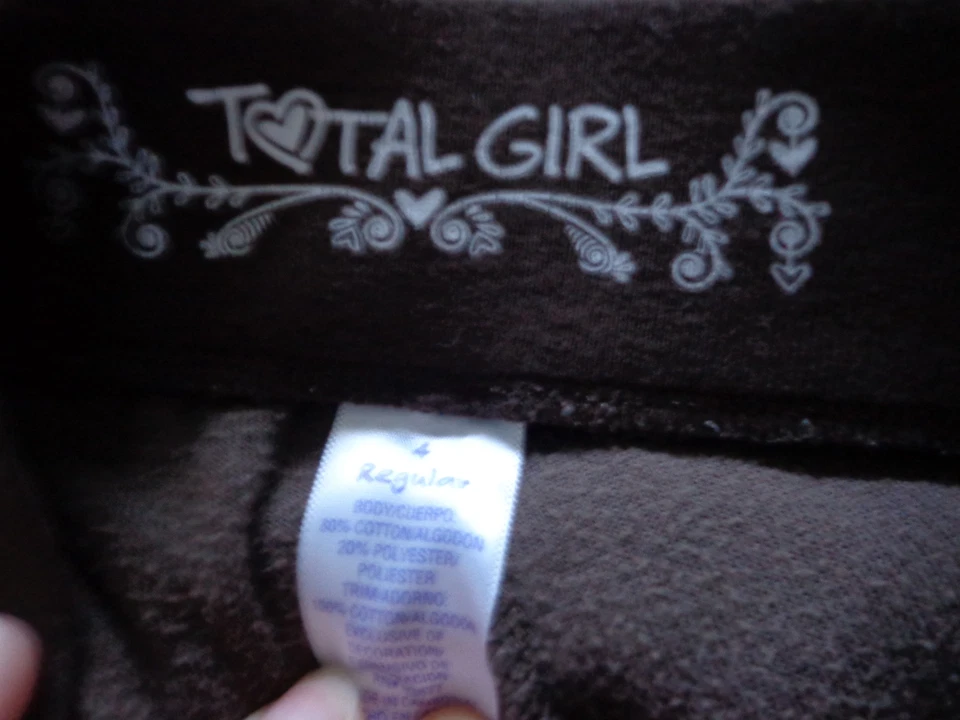 TOTAL GIRL
4
Regular
BODY/CUERPO:
80% COTTON/ALGODON
20% POLYESTER/
POLIESTER
TRIM/ADORNO:
100% COTTON/ALGODON
EXCLUSIVE OF
DECORATION/